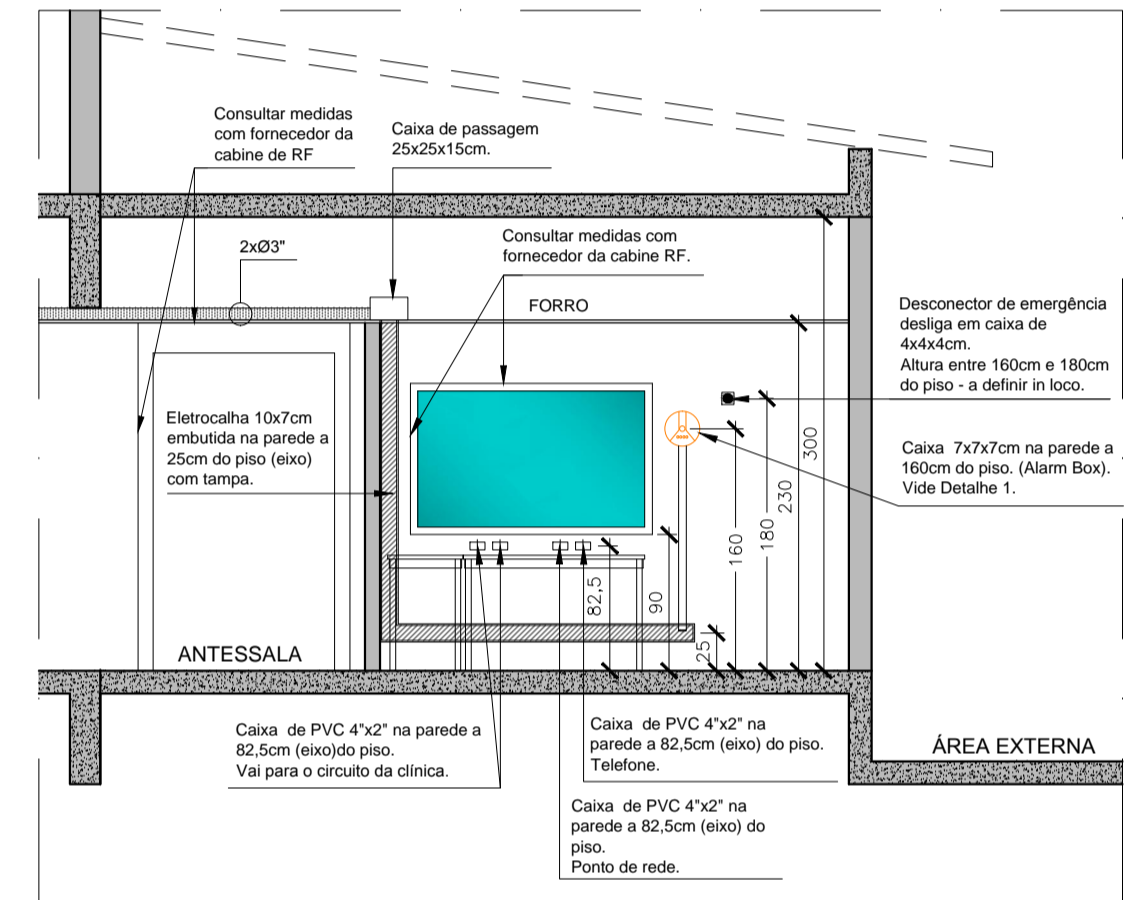 Consultar medidas
com fornecedor da
cabine de RF
Caixa de passagem
25x25x15cm.
2xØ3"
Consultar medidas com
fornecedor da cabine RF.
FORRO
Desconector de emergência
desliga em caixa de
4x4x4cm.
Altura entre 160cm e 180cm
do piso - a definir in loco.
Eletrocalha 10x7cm
embutida na parede a
25cm do piso (eixo)
com tampa.
Caixa  7x7x7cm na parede a
160cm do piso. (Alarm Box).
Vide Detalhe 1.
82,5
90
25
160
180
230
300
ANTESSALA
ÁREA EXTERNA
Caixa  de PVC 4"x2" na parede a
82,5cm (eixo)do piso.
Vai para o circuito da clínica.
Caixa  de PVC 4"x2" na
parede a 82,5cm (eixo) do piso.
Telefone.
Caixa  de PVC 4"x2" na
parede a 82,5cm (eixo) do
piso.
Ponto de rede.